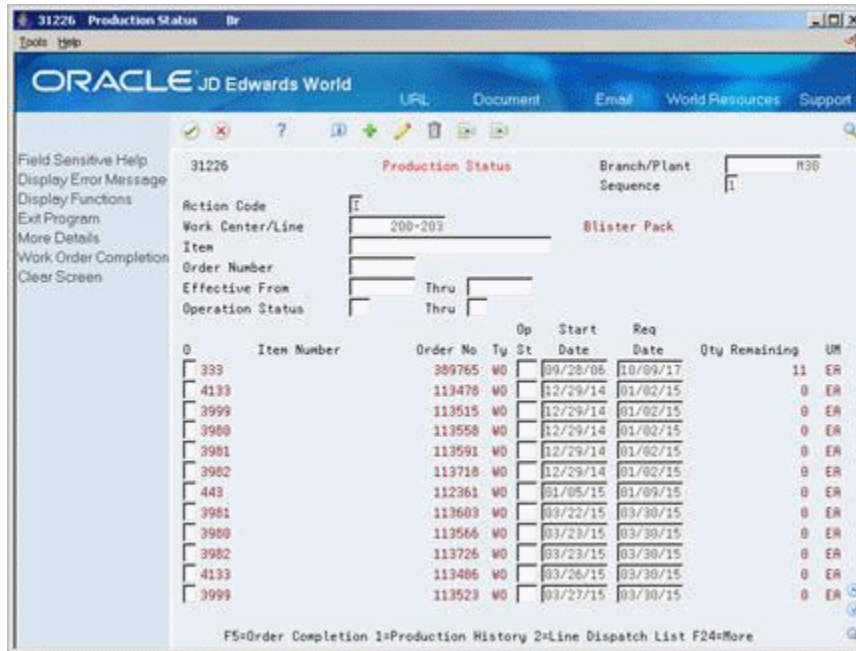 31226 Production Status Br
Tools Help
ORACLE JD Edwards World
URL Document Email World Resources Support
Field Sensitive Help
Display Error Message
Display Functions
Exit Program
More Details
Work Order Completion
Clear Screen
31226 Production Status Branch/Plant M30
Sequence 1
Action Code I
Work Center/Line 200-203 Blister Pack
Item
Order Number
Effective From Thru
Operation Status Thru
Op Start Req
O Item Number Order No Ty St Date Date Qty Remaining UM
333 389765 WO 09/28/06 10/09/17 11 EA
4133 113478 WO 12/29/14 01/02/15 0 EA
3999 113515 WO 12/29/14 01/02/15 0 EA
3980 113558 WO 12/29/14 01/02/15 0 EA
3981 113591 WO 12/29/14 01/02/15 0 EA
3982 113718 WO 12/29/14 01/02/15 0 EA
443 112361 WO 01/05/15 01/09/15 0 EA
3981 113603 WO 03/22/15 03/30/15 0 EA
3980 113566 WO 03/23/15 03/30/15 0 EA
3982 113726 WO 03/23/15 03/30/15 0 EA
4133 113486 WO 03/26/15 03/30/15 0 EA
3999 113523 WO 03/27/15 03/30/15 0 EA
F5=Order Completion 1=Production History 2=Line Dispatch List F24=More